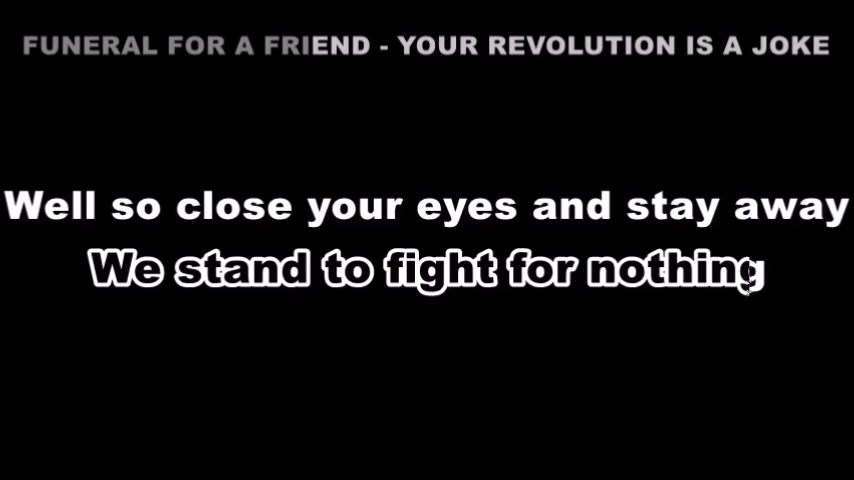 FUNERAL FOR A FRIEND - YOUR REVOLUTION IS A JOKE
Well so close your eyes and stay away
We stand to fight for nothing